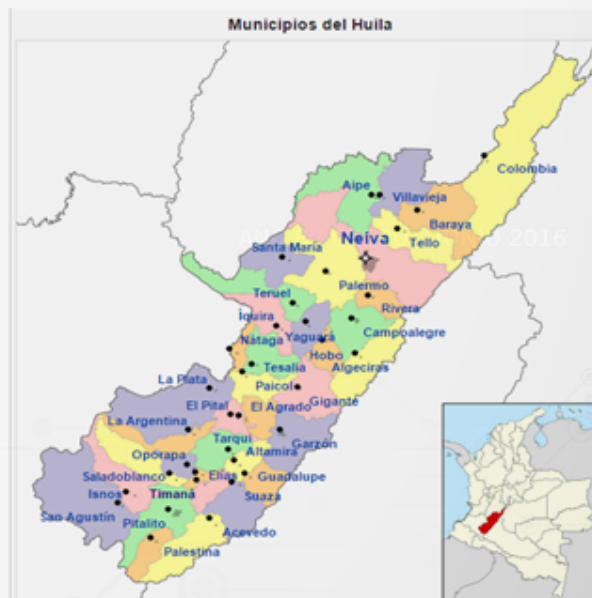 Municipios del Huila
Colombia
Aipe
Villavieja
Baraya
Neiva
Tello
2016
Santa María
Palermo
Teruel
Rivera
Íquira
Yaguará
Campoalegre
Nátaga
Hobo
Algeciras
Tesalia
La Plata
Paicol
Gigante
El Pital
El Agrado
La Argentina
Tarqui
Garzón
Oporapa
Altamira
Saladoblanco
Elías
Guadalupe
Isnos
Timaná
Suaza
San Agustín
Pitalito
Acevedo
Palestina